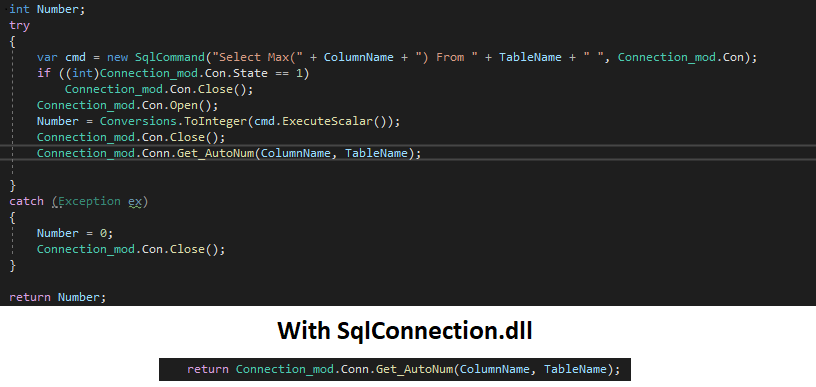 int Number;
try
{
var cmd = new SqlCommand("Select Max(" + ColumnName + ") From " + TableName + " ", Connection_mod.Con);
if ((int)Connection_mod.Con.State == 1)
Connection_mod.Con.Close();
Connection_mod.Con.Open();
Number = Conversions.ToInteger(cmd.ExecuteScalar());
Connection_mod.Con.Close();
Connection_mod.Conn.Get_AutoNum(ColumnName, TableName);
}
catch (Exception ex)
{
Number = 0;
Connection_mod.Con.Close();
}
return Number;
With SqlConnection.dll
return Connection_mod.Conn.Get_AutoNum(ColumnName, TableName);